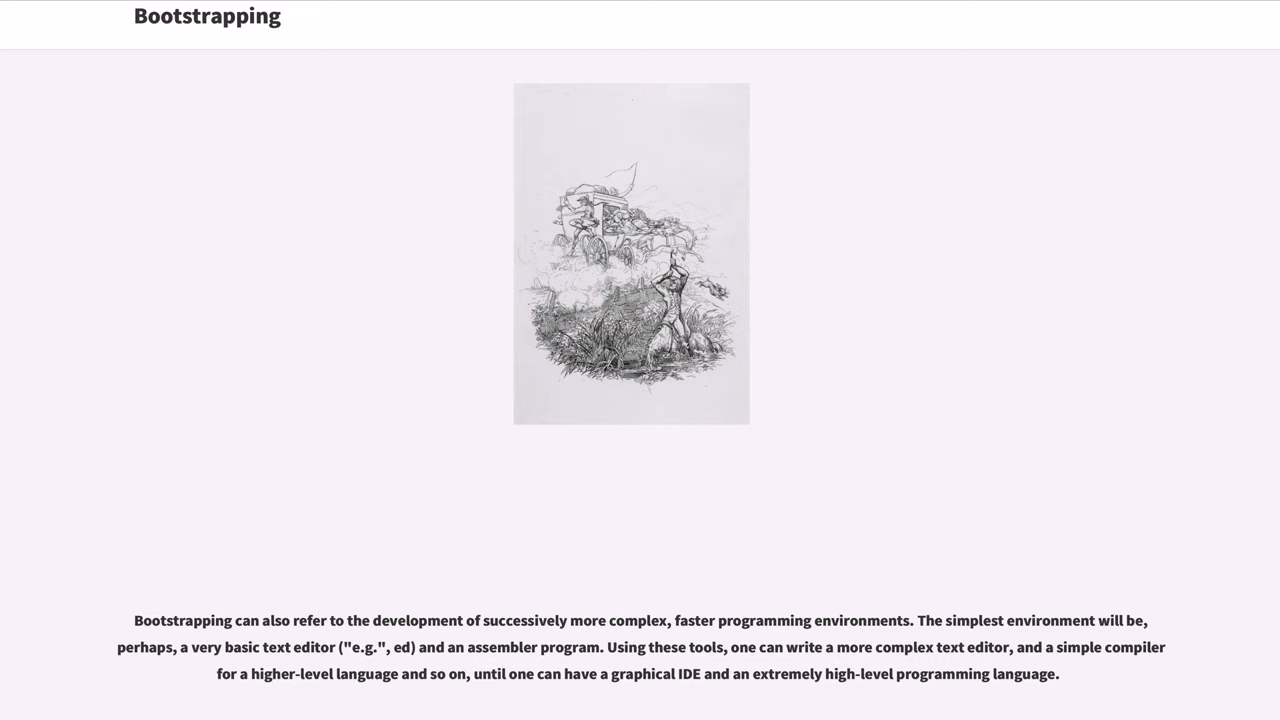 Bootstrapping
Bootstrapping can also refer to the development of successively more complex, faster programming environments. The simplest environment will be,
perhaps, a very basic text editor ("e.g.", ed) and an assembler program. Using these tools, one can write a more complex text editor, and a simple compiler
for a higher-level language and so on, until one can have a graphical IDE and an extremely high-level programming language.